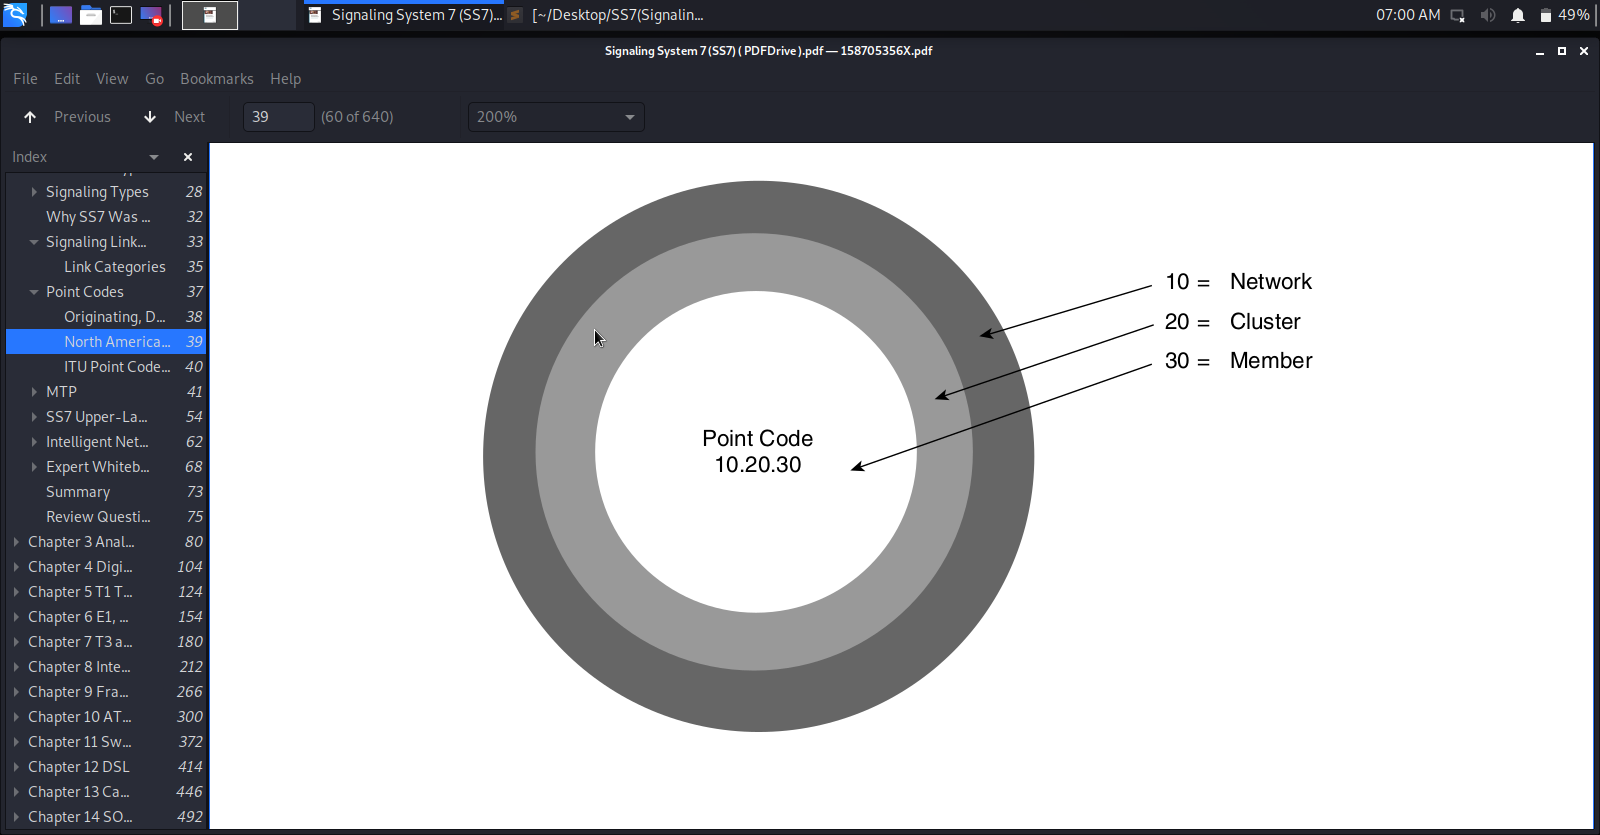 Signaling System 7 (SS7)...
[~/Desktop/SS7(Signalin...
07:00 AM
49%
Signaling System 7 (SS7) ( PDFDrive ).pdf — 158705356X.pdf
File Edit View Go Bookmarks Help
Previous Next 39 (60 of 640) 200%
Index
Signaling Types 28
Why SS7 Was ... 32
Signaling Link... 33
Link Categories 35
Point Codes 37
Originating, D... 38
North America... 39
ITU Point Code... 40
MTP 41
SS7 Upper-La... 54
Intelligent Net... 62
Expert Whiteb... 68
Summary 73
Review Questi... 75
Chapter 3 Anal... 80
Chapter 4 Digi... 104
Chapter 5 T1 T... 124
Chapter 6 E1, ... 154
Chapter 7 T3 a... 180
Chapter 8 Inte... 212
Chapter 9 Fra... 266
Chapter 10 AT... 300
Chapter 11 Sw... 372
Chapter 12 DSL 414
Chapter 13 Ca... 446
Chapter 14 SO... 492
10 = Network
20 = Cluster
30 = Member
Point Code
10.20.30